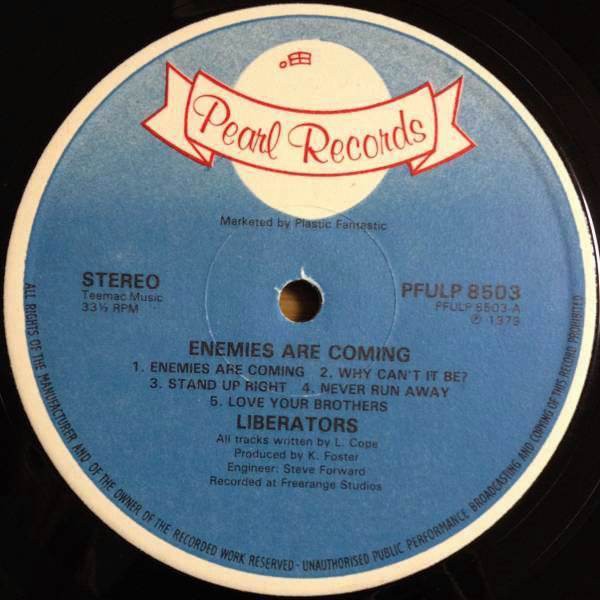 Pearl Records
Marketed by Plastic Fantastic
STEREO
Teemac Music
33⅓ RPM
PFULP 8503
PFULP 8503-A
℗ 1979
ENEMIES ARE COMING
1. ENEMIES ARE COMING 2. WHY CAN'T IT BE?
3. STAND UP RIGHT 4. NEVER RUN AWAY
5. LOVE YOUR BROTHERS
LIBERATORS
All tracks written by L. Cope
Produced by K. Foster
Engineer: Steve Forward
Recorded at Freerange Studios
ALL RIGHTS OF THE MANUFACTURER AND OF THE OWNER OF THE RECORDED WORK RESERVED - UNAUTHORISED PUBLIC PERFORMANCE BROADCASTING AND COPYING OF THIS RECORD PROHIBITED